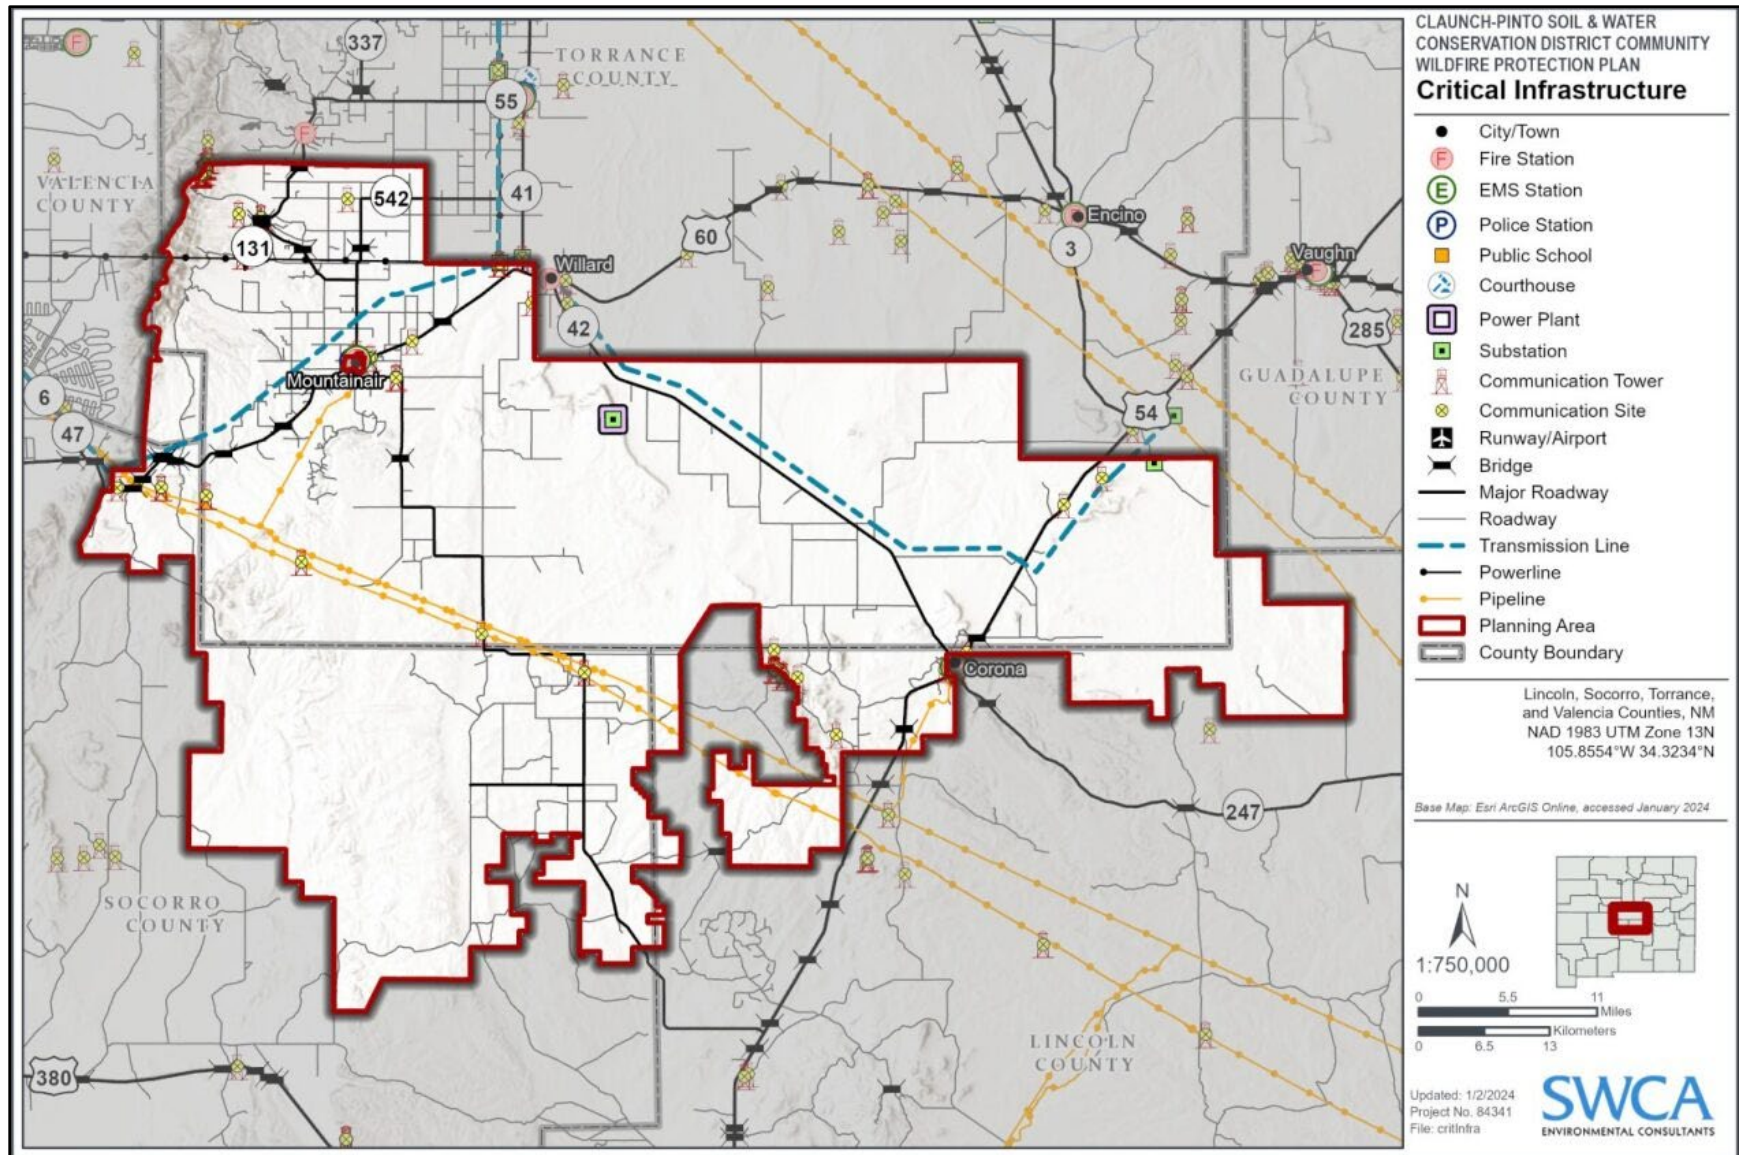 337
TORRANCE
COUNTY
55
VALENCIA
COUNTY
542
41
131
60
Encino
3
Willard
Vaughn
42
285
Mountainair
6
47
GUADALUPE
COUNTY
54
Corona
247
SOCORRO
COUNTY
LINCOLN
COUNTY
380
CLAUNCH-PINTO SOIL & WATER
CONSERVATION DISTRICT COMMUNITY
WILDFIRE PROTECTION PLAN
Critical Infrastructure
City/Town
F Fire Station
E EMS Station
P Police Station
Public School
Courthouse
Power Plant
Substation
Communication Tower
Communication Site
Runway/Airport
Bridge
Major Roadway
Roadway
Transmission Line
Powerline
Pipeline
Planning Area
County Boundary
Lincoln, Socorro, Torrance,
and Valencia Counties, NM
NAD 1983 UTM Zone 13N
105.8554°W 34.3234°N
Base Map: Esri ArcGIS Online, accessed January 2024
N
1:750,000
0 5.5 11
Miles
Kilometers
0 6.5 13
Updated: 1/2/2024
Project No. 84341
File: critInfra
SWCA
ENVIRONMENTAL CONSULTANTS